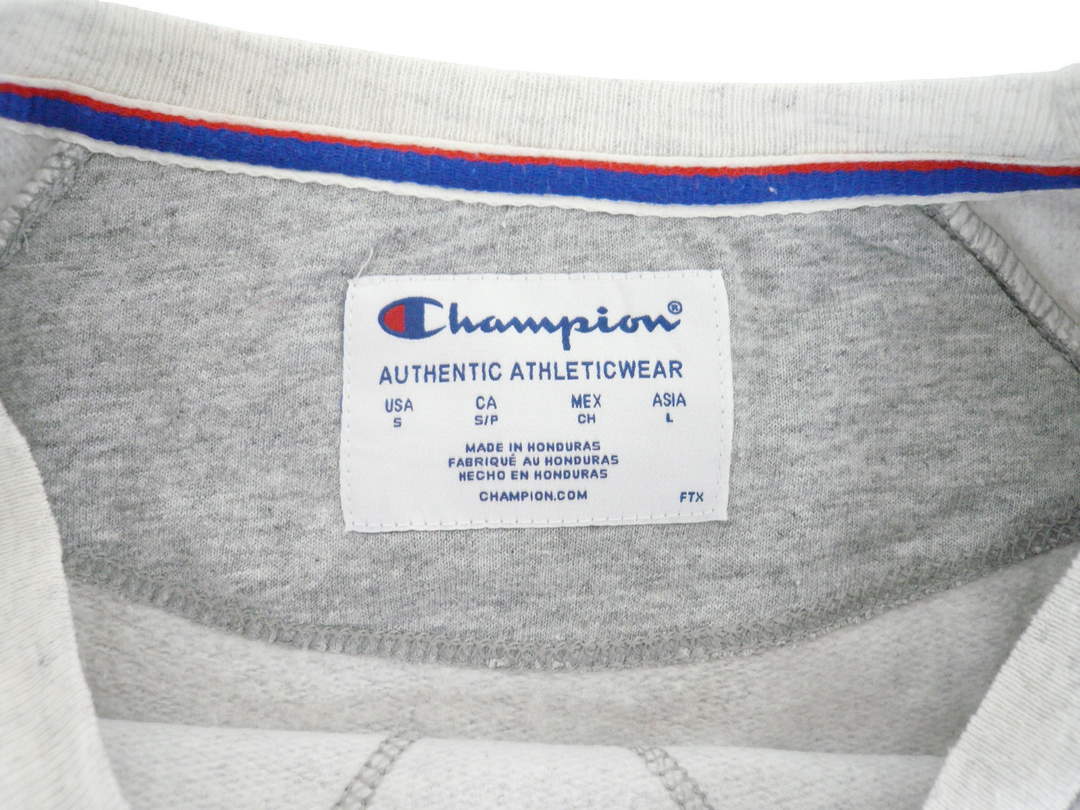 Champion®
AUTHENTIC ATHLETICWEAR
USA CA MEX ASIA
S S/P CH L
MADE IN HONDURAS
FABRIQUÉ AU HONDURAS
HECHO EN HONDURAS
CHAMPION.COM FTX